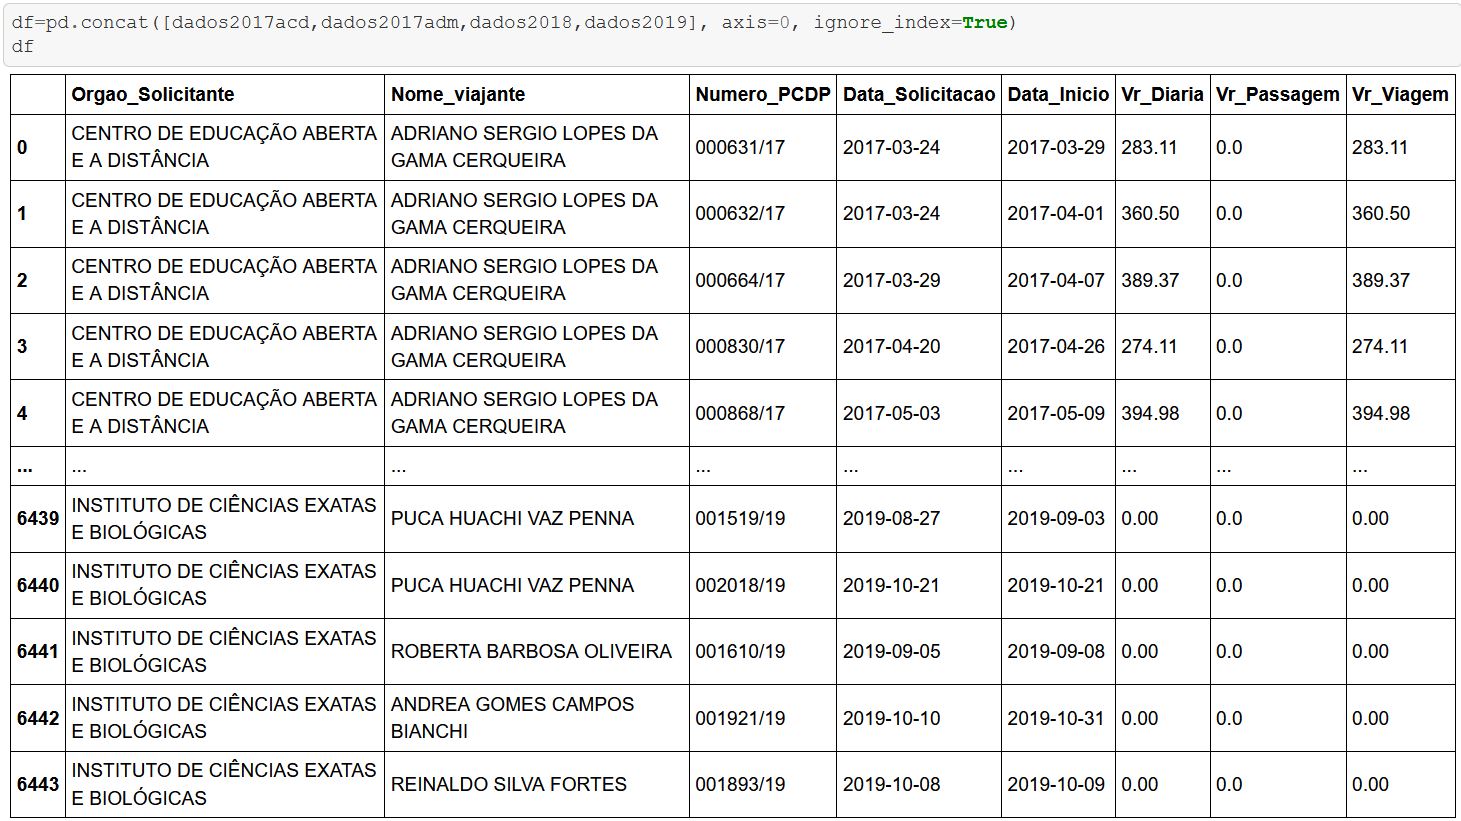 df=pd.concat([dados2017acd,dados2017adm,dados2018,dados2019], axis=0, ignore_index=True)
df
Orgao_Solicitante Nome_viajante Numero_PCDP Data_Solicitacao Data_Inicio Vr_Diaria Vr_Passagem Vr_Viagem
0 CENTRO DE EDUCAÇÃO ABERTA E A DISTÂNCIA ADRIANO SERGIO LOPES DA GAMA CERQUEIRA 000631/17 2017-03-24 2017-03-29 283.11 0.0 283.11
1 CENTRO DE EDUCAÇÃO ABERTA E A DISTÂNCIA ADRIANO SERGIO LOPES DA GAMA CERQUEIRA 000632/17 2017-03-24 2017-04-01 360.50 0.0 360.50
2 CENTRO DE EDUCAÇÃO ABERTA E A DISTÂNCIA ADRIANO SERGIO LOPES DA GAMA CERQUEIRA 000664/17 2017-03-29 2017-04-07 389.37 0.0 389.37
3 CENTRO DE EDUCAÇÃO ABERTA E A DISTÂNCIA ADRIANO SERGIO LOPES DA GAMA CERQUEIRA 000830/17 2017-04-20 2017-04-26 274.11 0.0 274.11
4 CENTRO DE EDUCAÇÃO ABERTA E A DISTÂNCIA ADRIANO SERGIO LOPES DA GAMA CERQUEIRA 000868/17 2017-05-03 2017-05-09 394.98 0.0 394.98
... ... ... ... ... ... ... ... ...
6439 INSTITUTO DE CIÊNCIAS EXATAS E BIOLÓGICAS PUCA HUACHI VAZ PENNA 001519/19 2019-08-27 2019-09-03 0.00 0.0 0.00
6440 INSTITUTO DE CIÊNCIAS EXATAS E BIOLÓGICAS PUCA HUACHI VAZ PENNA 002018/19 2019-10-21 2019-10-21 0.00 0.0 0.00
6441 INSTITUTO DE CIÊNCIAS EXATAS E BIOLÓGICAS ROBERTA BARBOSA OLIVEIRA 001610/19 2019-09-05 2019-09-08 0.00 0.0 0.00
6442 INSTITUTO DE CIÊNCIAS EXATAS E BIOLÓGICAS ANDREA GOMES CAMPOS BIANCHI 001921/19 2019-10-10 2019-10-31 0.00 0.0 0.00
6443 INSTITUTO DE CIÊNCIAS EXATAS E BIOLÓGICAS REINALDO SILVA FORTES 001893/19 2019-10-08 2019-10-09 0.00 0.0 0.00